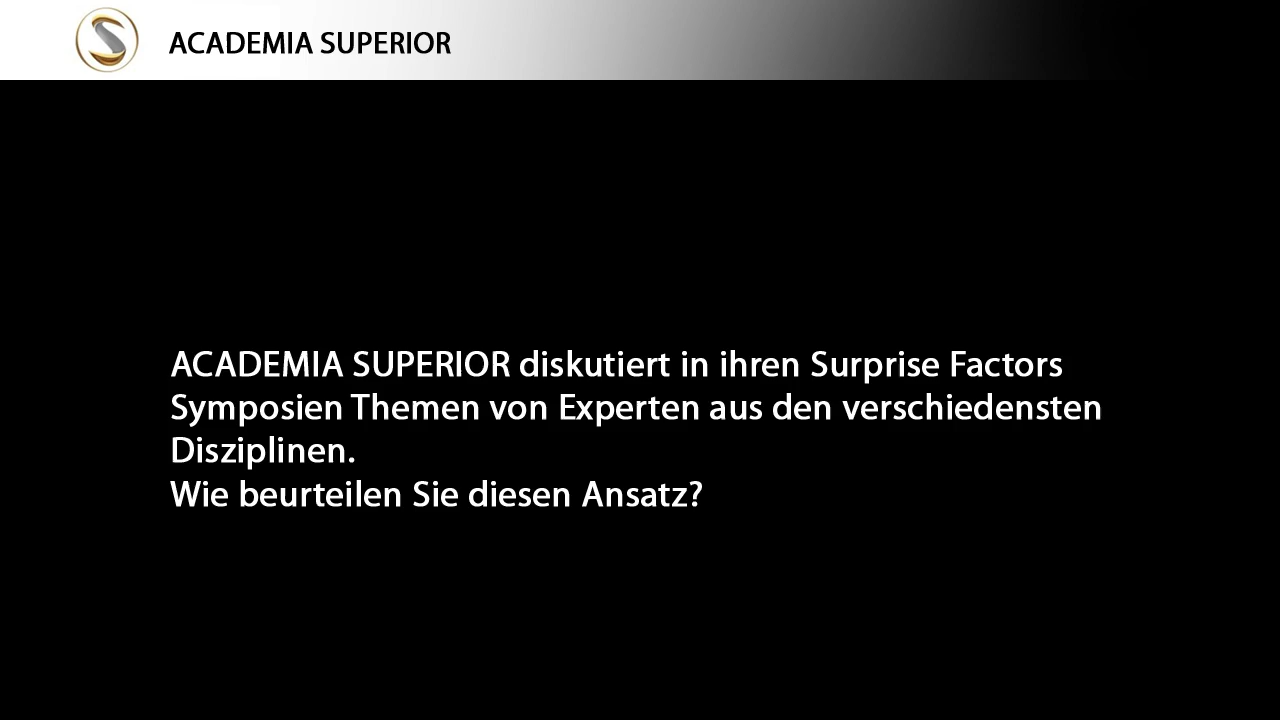 ACADEMIA SUPERIOR
ACADEMIA SUPERIOR diskutiert in ihren Surprise Factors
Symposien Themen von Experten aus den verschiedensten
Disziplinen.
Wie beurteilen Sie diesen Ansatz?